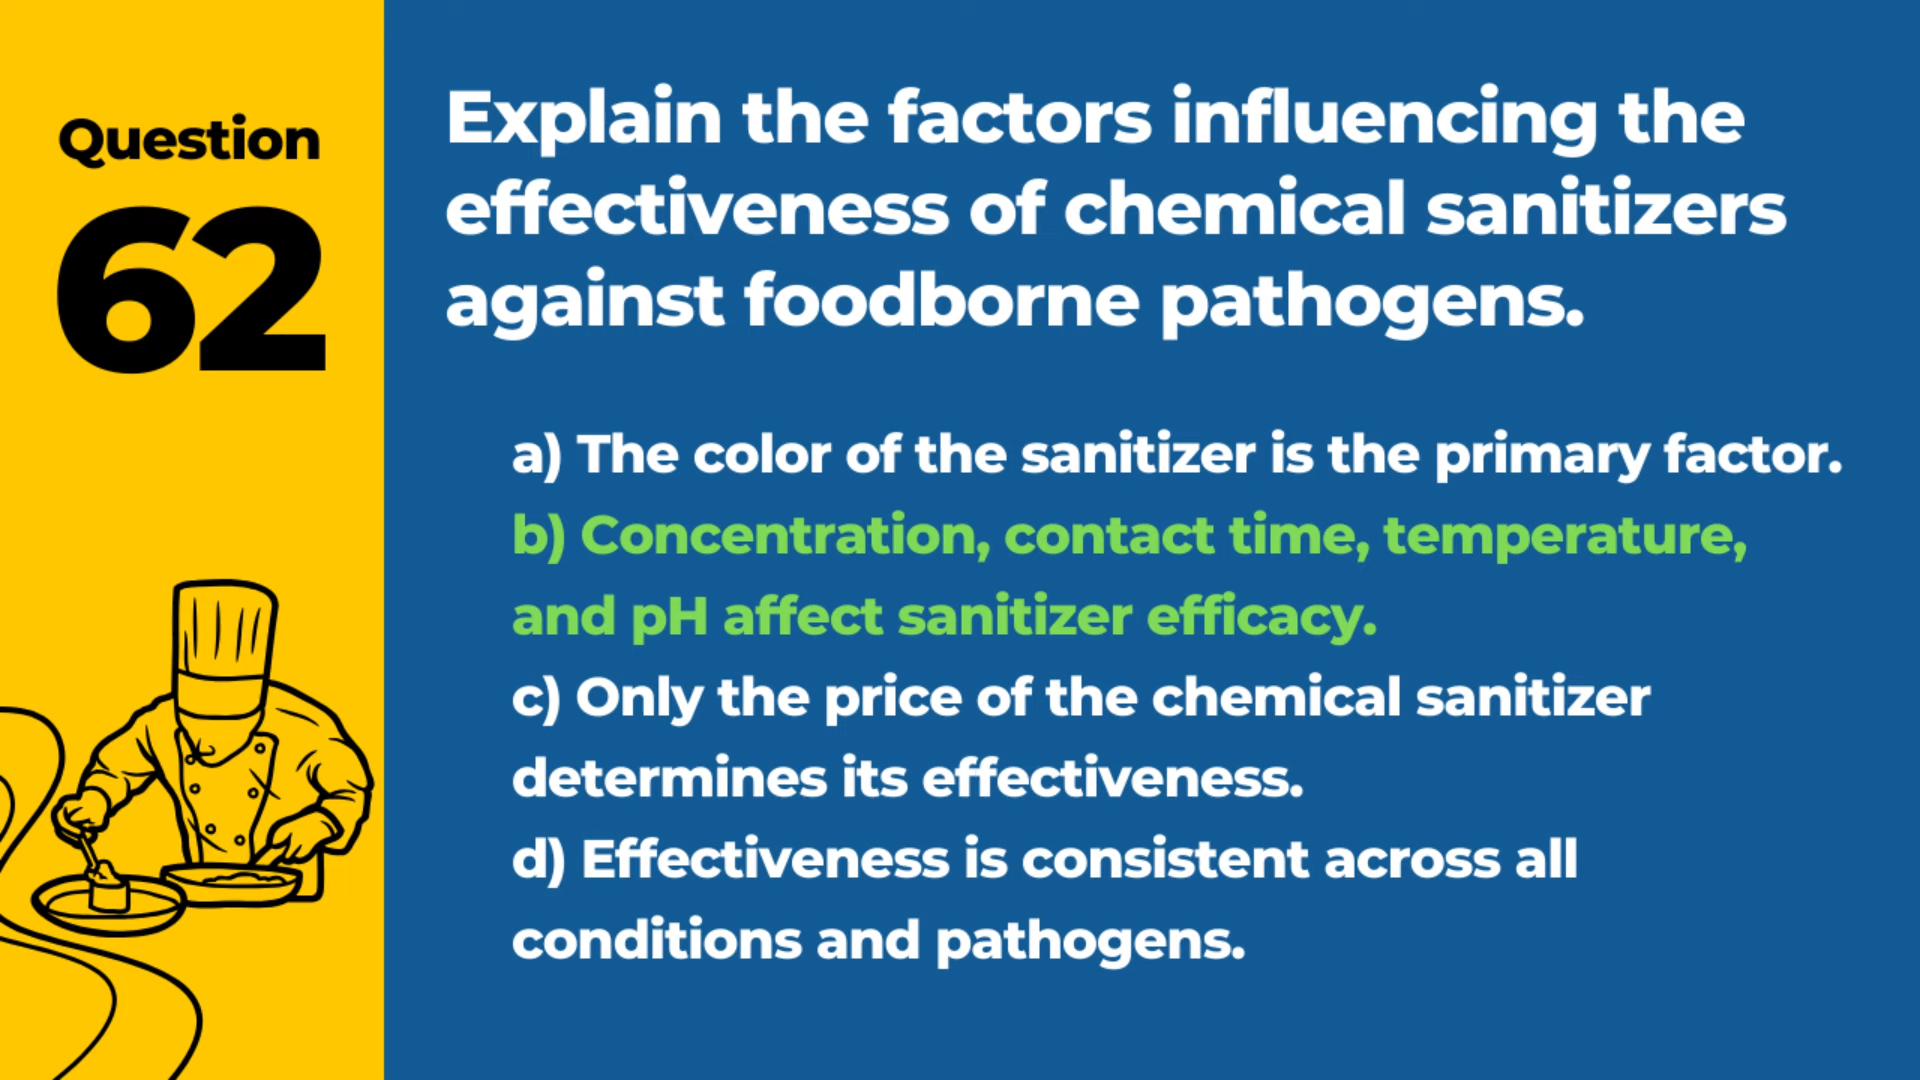 Question
62
Explain the factors influencing the
effectiveness of chemical sanitizers
against foodborne pathogens.
a) The color of the sanitizer is the primary factor.
b) Concentration, contact time, temperature,
and pH affect sanitizer efficacy.
c) Only the price of the chemical sanitizer
determines its effectiveness.
d) Effectiveness is consistent across all
conditions and pathogens.